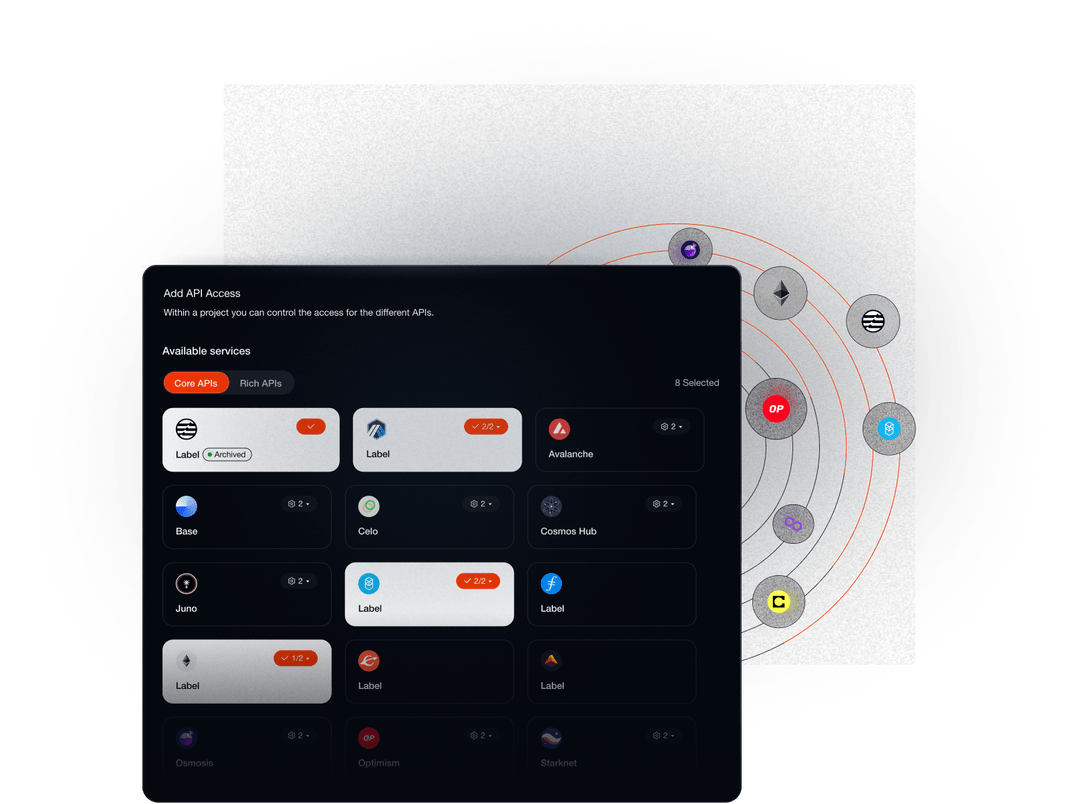 Add API Access
Within a project you can control the access for the different APIs.
Available services
Core APIs Rich APIs 8 Selected
Label Archived
2/2
Label
2
Avalanche
2
Base
2
Celo
2
Cosmos Hub
2
Juno
2/2
Label
Label
1/2
Label
Label
Label
2
Osmosis
OP 2
Optimism
2
Starknet
OP